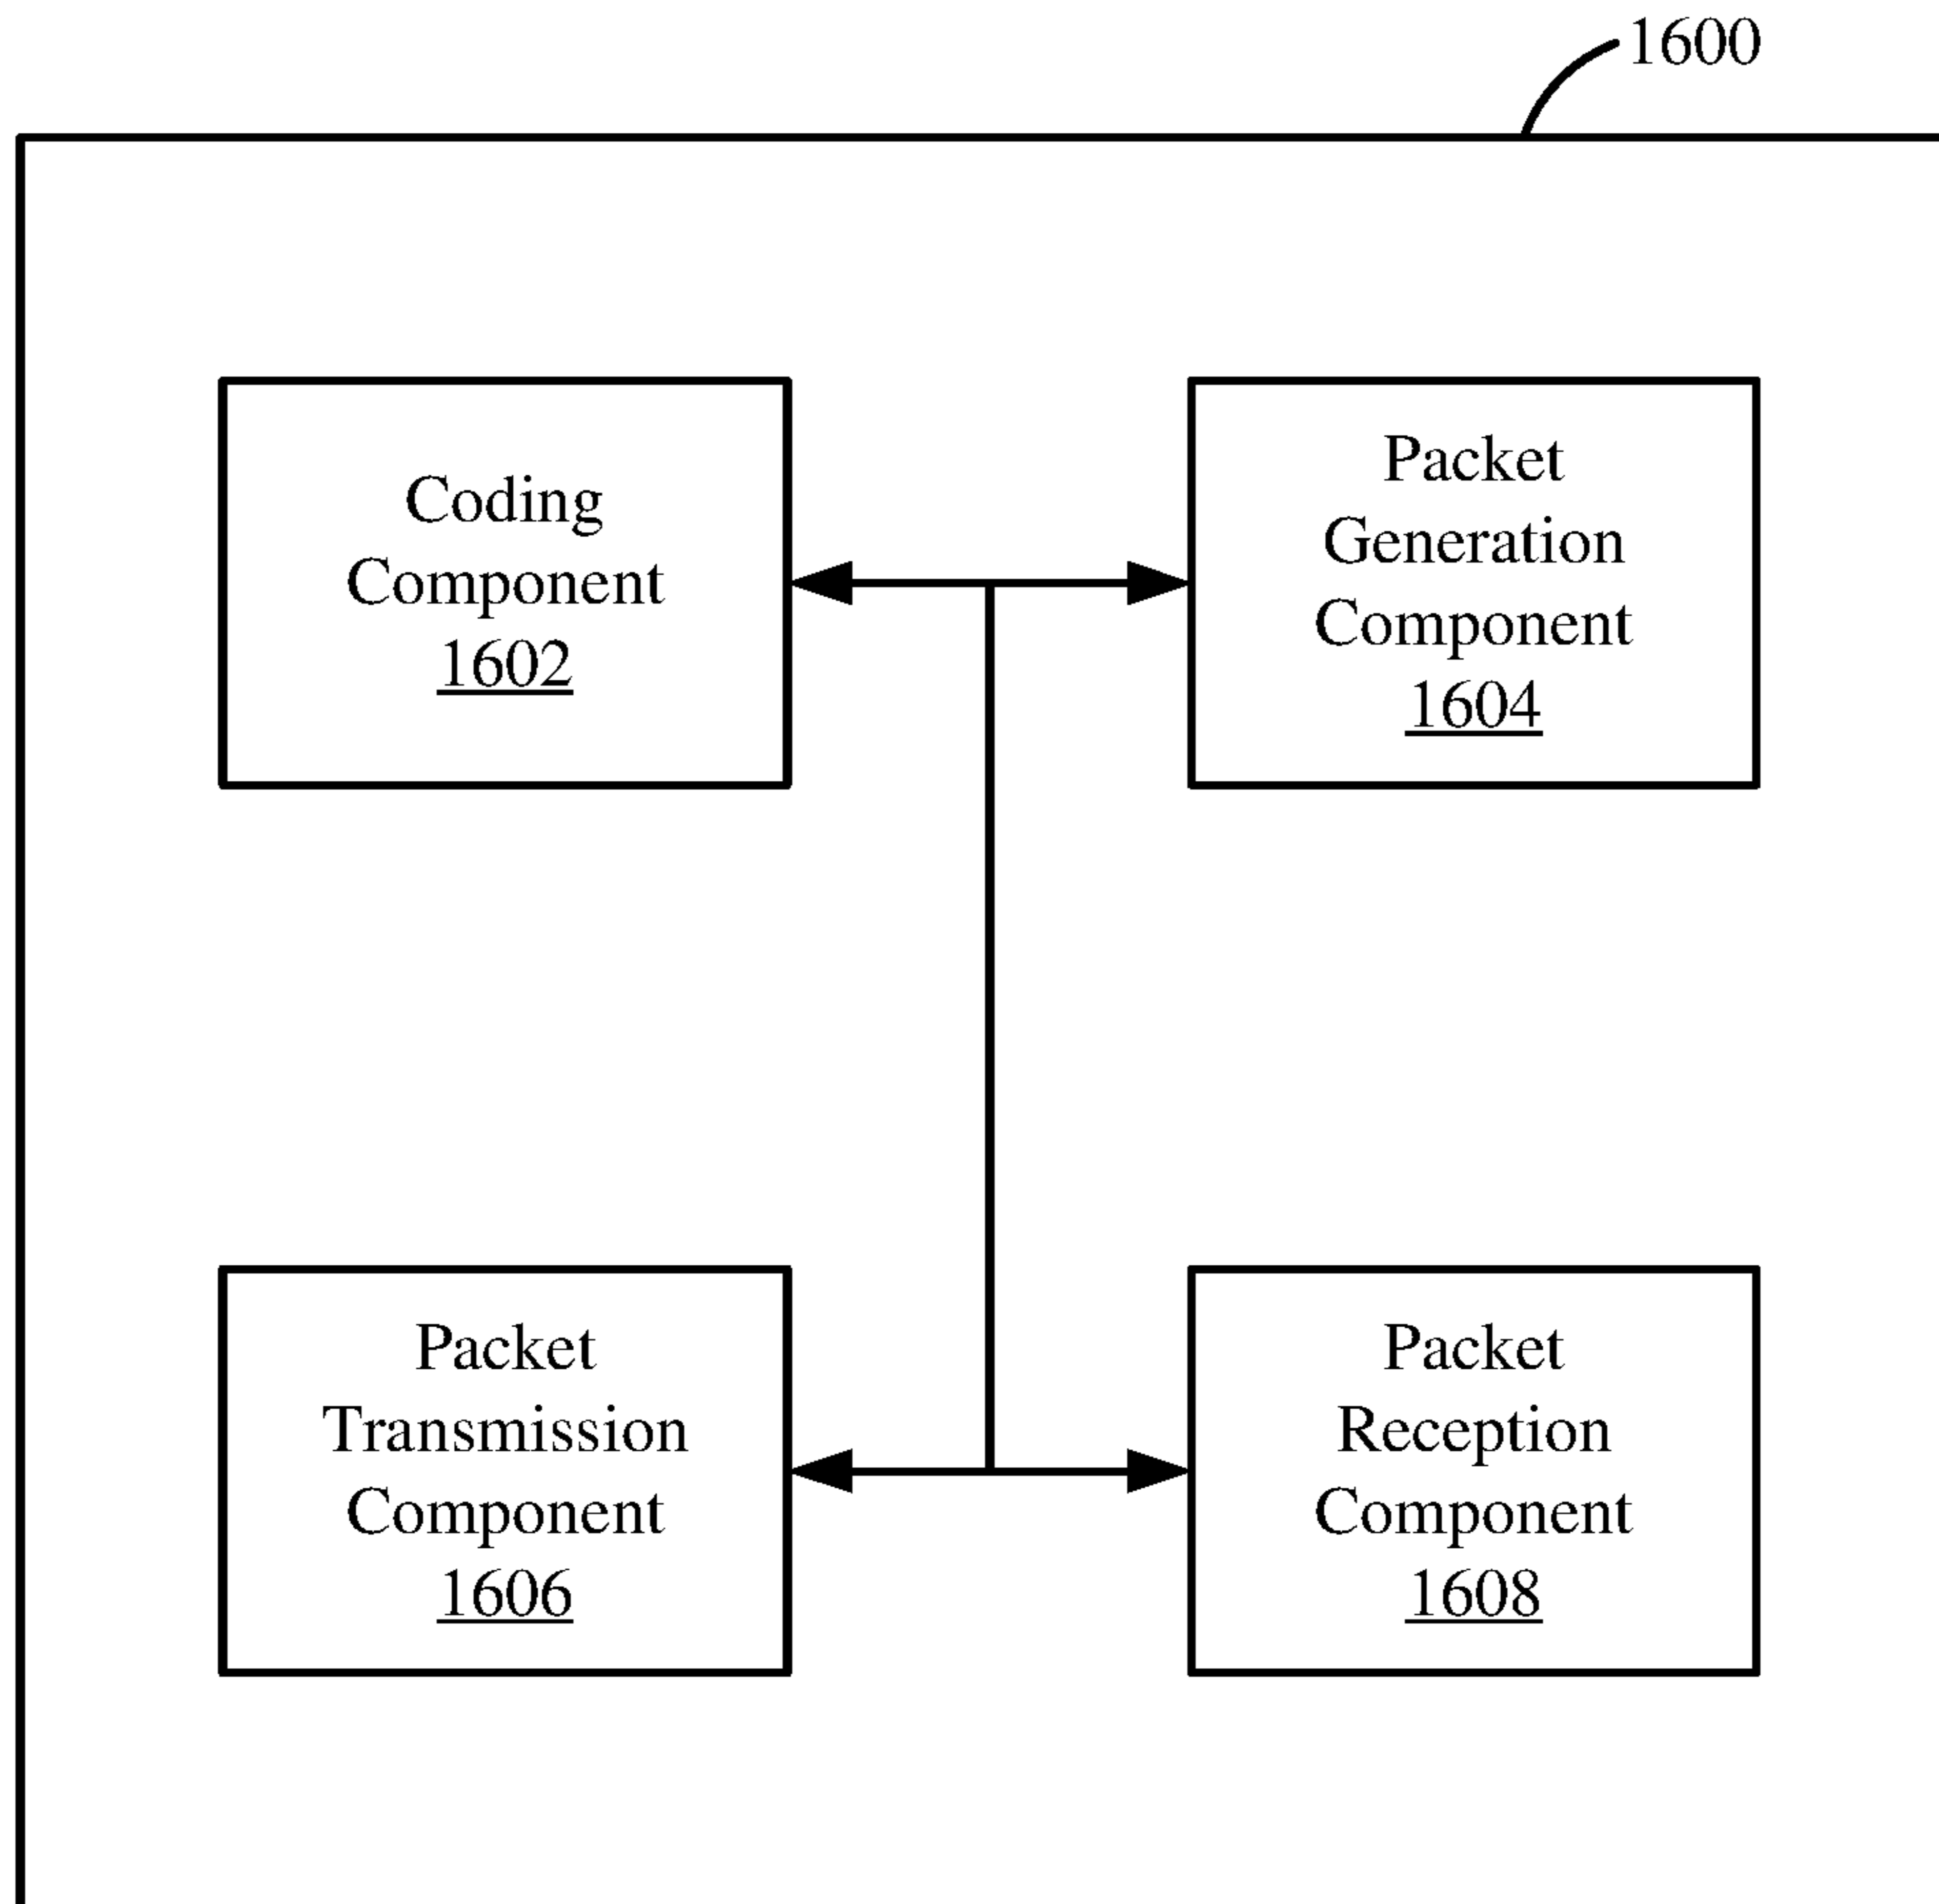 1600
Coding
Component
1602
Packet
Generation
Component
1604
Packet
Transmission
Component
1606
Packet
Reception
Component
1608